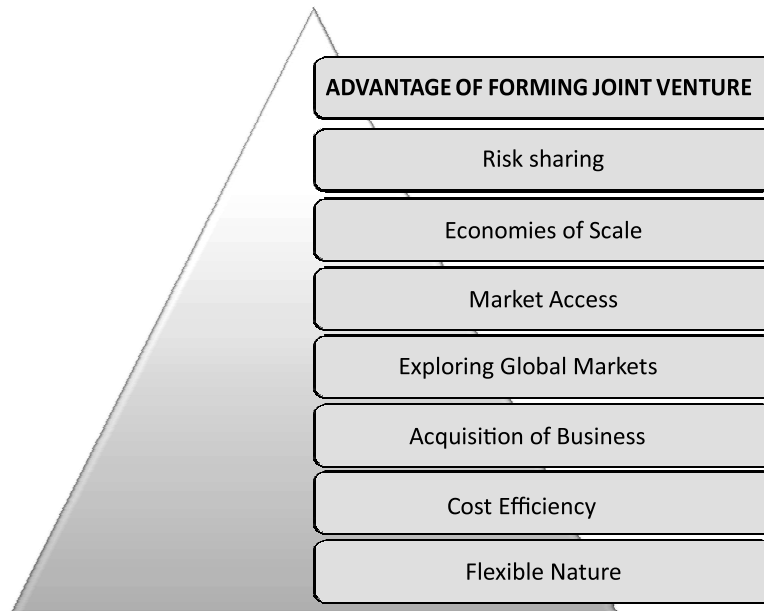 ADVANTAGE OF FORMING JOINT VENTURE
Risk sharing
Economies of Scale
Market Access
Exploring Global Markets
Acquisition of Business
Cost Efficiency
Flexible Nature